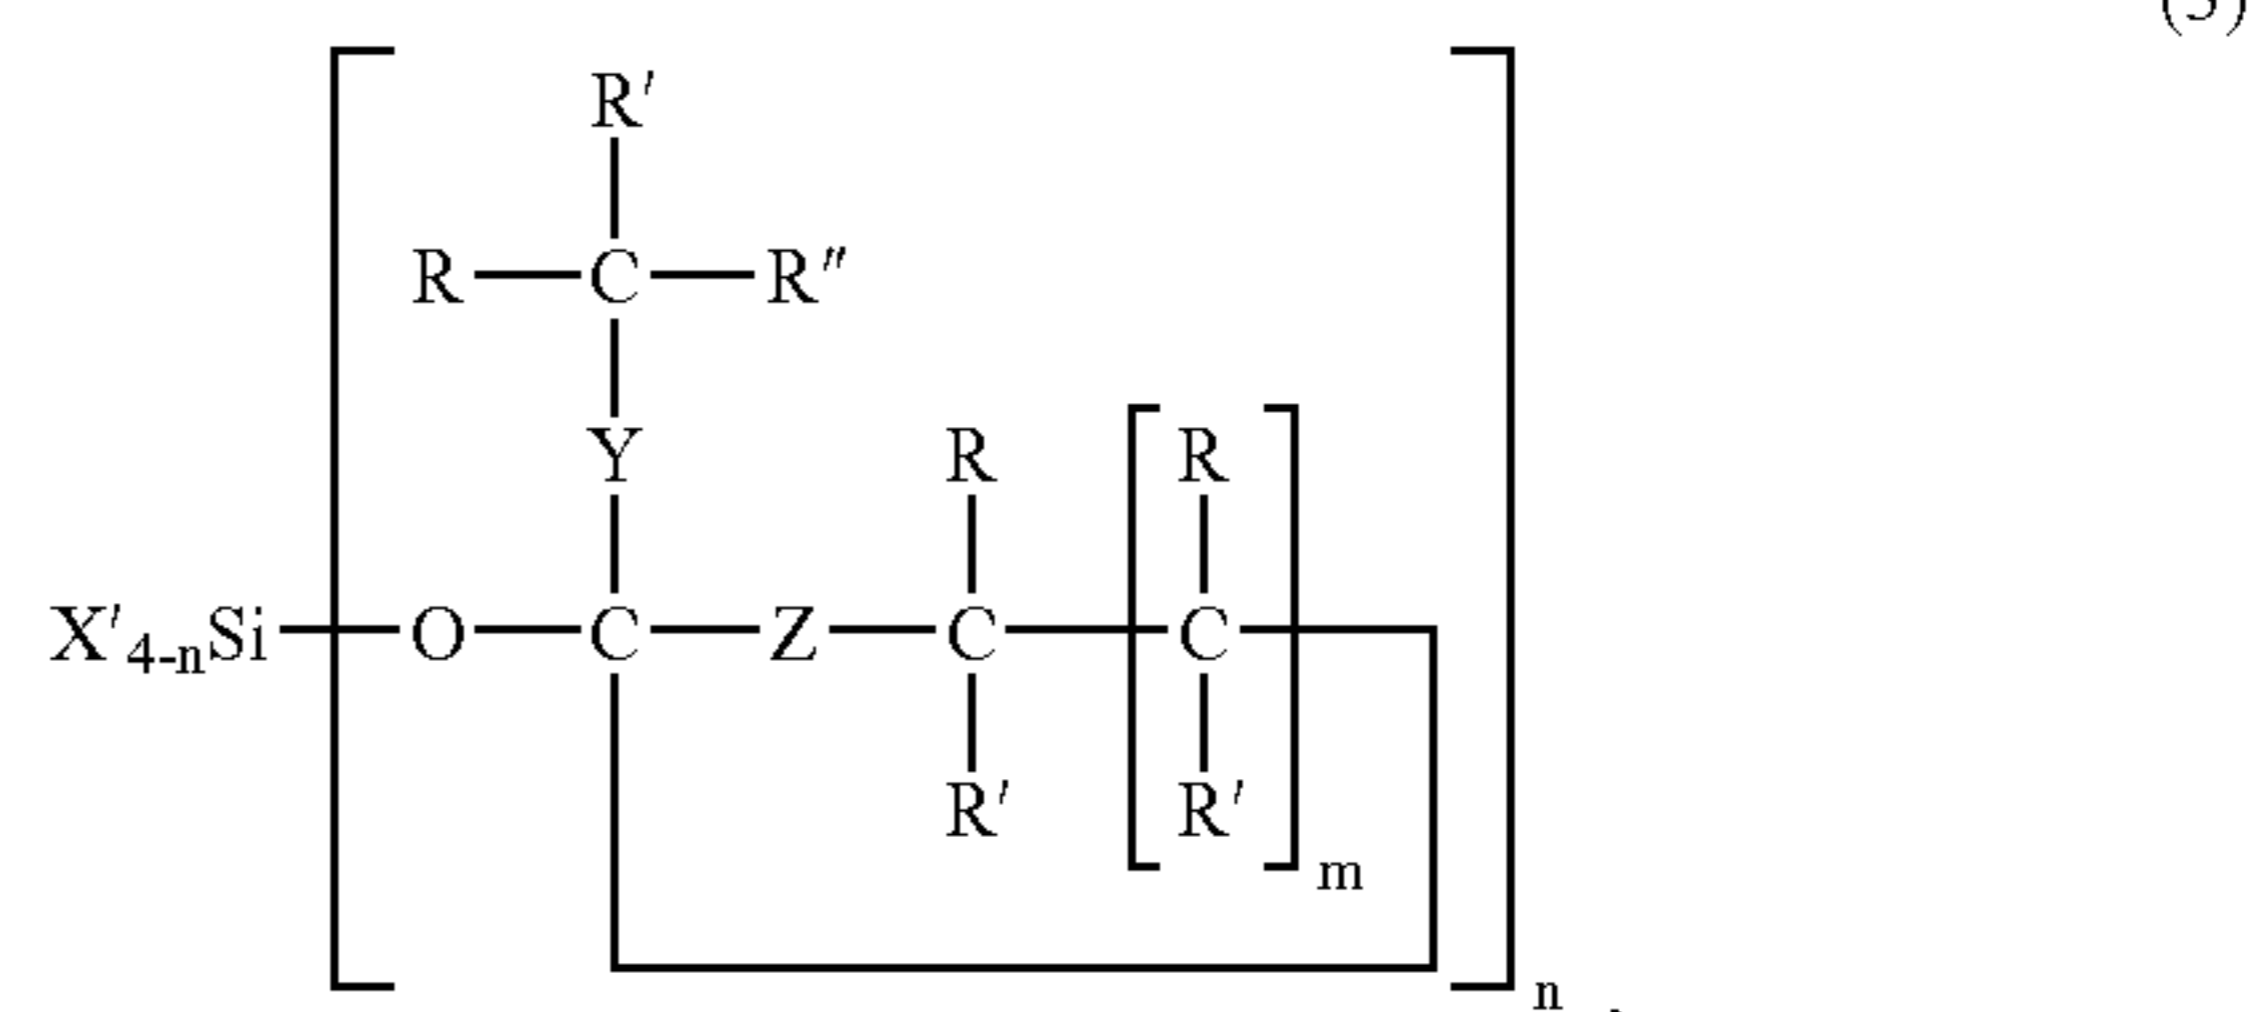 R′
R—C—R″
Y R R
X′4-nSi—O—C—Z—C—C
R′ R′
m
n